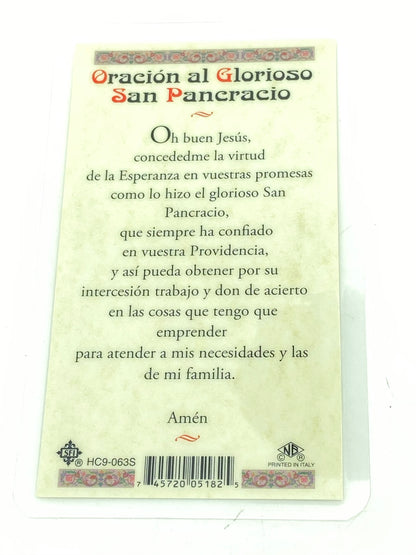 Oración al Glorioso
San Pancracio
Oh buen Jesús,
concededme la virtud
de la Esperanza en vuestras promesas
como lo hizo el glorioso San
Pancracio,
que siempre ha confiado
en vuestra Providencia,
y así pueda obtener por su
intercesión trabajo y don de acierto
en las cosas que tengo que
emprender
para atender a mis necesidades y las
de mi familia.
Amén
SFI ® HC9-063S
7 45720 05182 5
NB C R
PRINTED IN ITALY